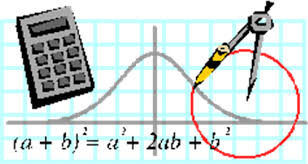 (a + b)² = a² + 2ab + b²